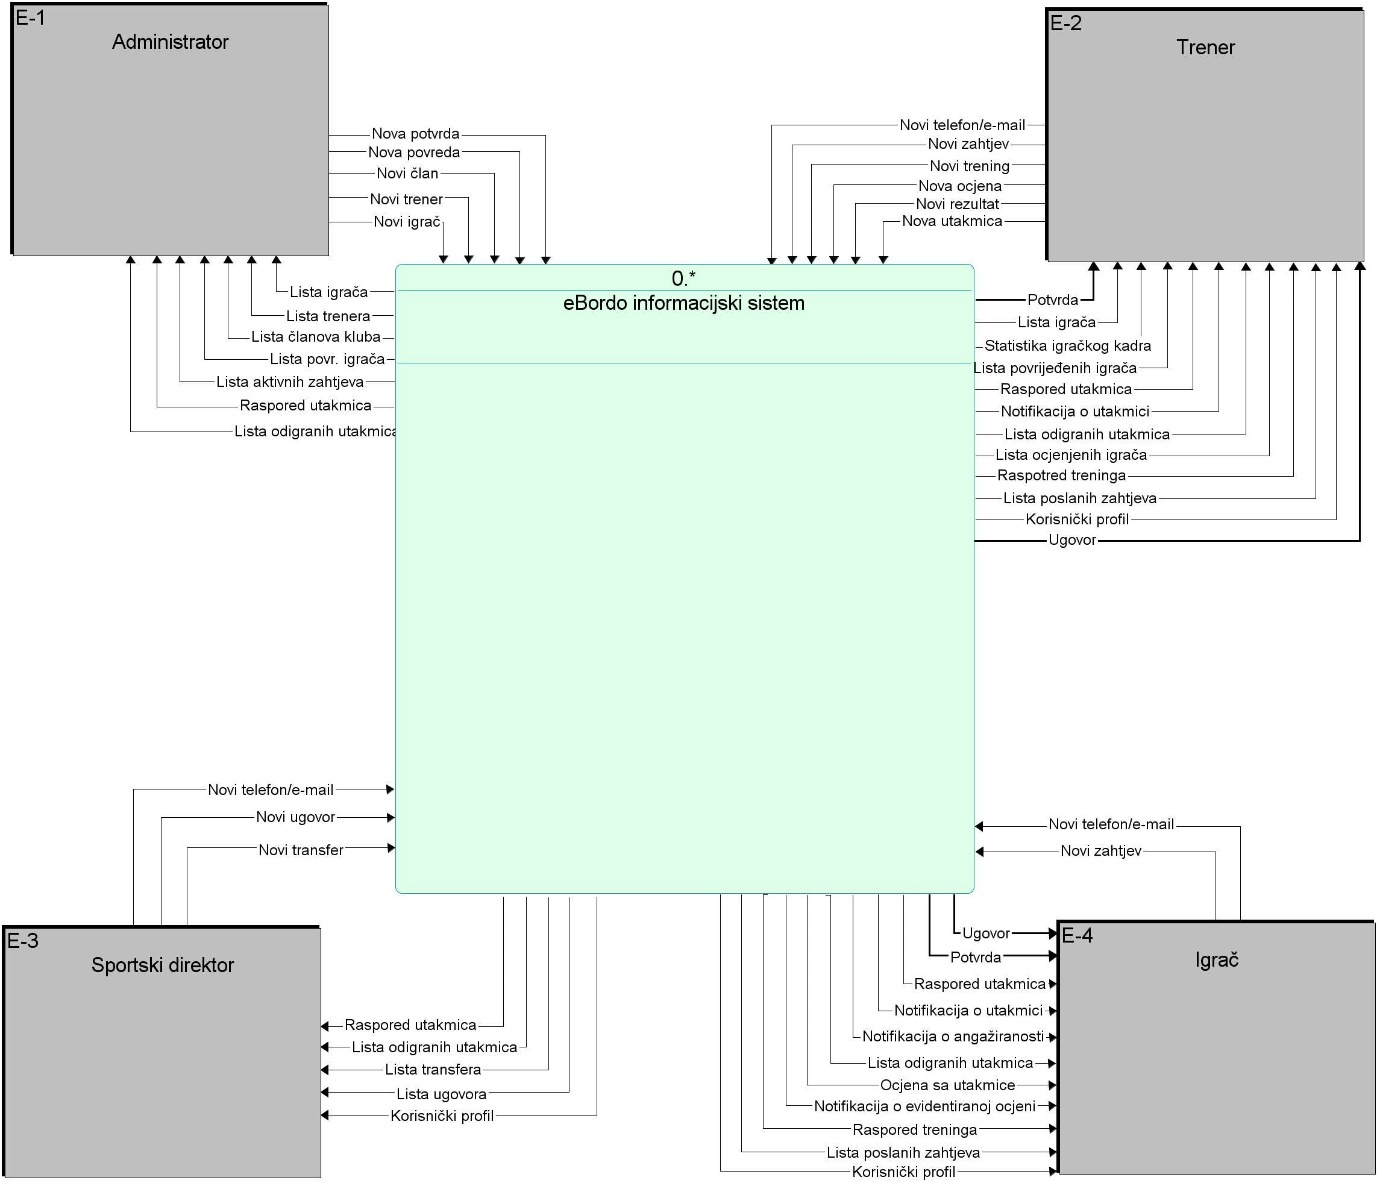 E-1
Administrator
E-2
Trener
Nova potvrda
Nova povreda
Novi član
Novi trener
Novi igrač
Novi telefon/e-mail
Novi zahtjev
Novi trening
Nova ocjena
Novi rezultat
Nova utakmica
0.*
eBordo informacijski sistem
Lista igrača
Lista trenera
Lista članova kluba
Lista povr. igrača
Lista aktivnih zahtjeva
Raspored utakmica
Lista odigranih utakmica
Potvrda
Lista igrača
Statistika igračkog kadra
Lista povrijeđenih igrača
Raspored utakmica
Notifikacija o utakmici
Lista odigranih utakmica
Lista ocjenjenih igrača
Raspotred treninga
Lista poslanih zahtjeva
Korisnički profil
Ugovor
Novi telefon/e-mail
Novi ugovor
Novi transfer
Novi telefon/e-mail
Novi zahtjev
E-3
Sportski direktor
Raspored utakmica
Lista odigranih utakmica
Lista transfera
Lista ugovora
Korisnički profil
E-4
Igrač
Ugovor
Potvrda
Raspored utakmica
Notifikacija o utakmici
Notifikacija o angažiranosti
Lista odigranih utakmica
Ocjena sa utakmice
Notifikacija o evidentiranoj ocjeni
Raspored treninga
Lista poslanih zahtjeva
Korisnički profil